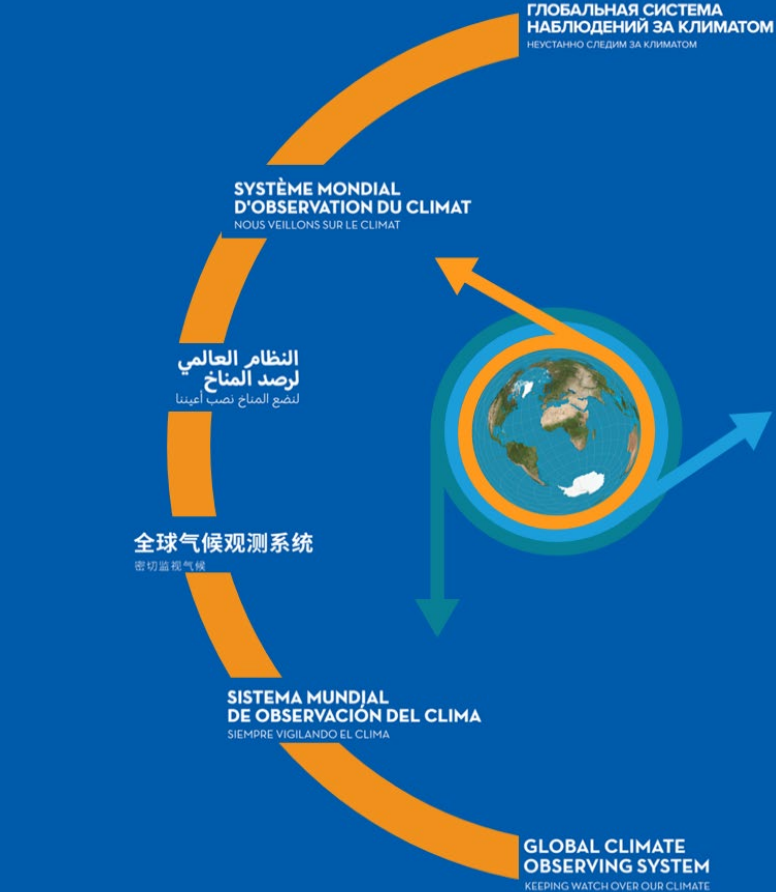 ГЛОБАЛЬНАЯ СИСТЕМА
НАБЛЮДЕНИЙ ЗА КЛИМАТОМ
НЕУСТАННО СЛЕДИМ ЗА КЛИМАТОМ
SYSTÈME MONDIAL
D'OBSERVATION DU CLIMAT
NOUS VEILLONS SUR LE CLIMAT
النظام العالمي
لرصد المناخ
لنضع المناخ نصب أعيننا
全球气候观测系统
密切监视气候
SISTEMA MUNDIAL
DE OBSERVACIÓN DEL CLIMA
SIEMPRE VIGILANDO EL CLIMA
GLOBAL CLIMATE
OBSERVING SYSTEM
KEEPING WATCH OVER OUR CLIMATE